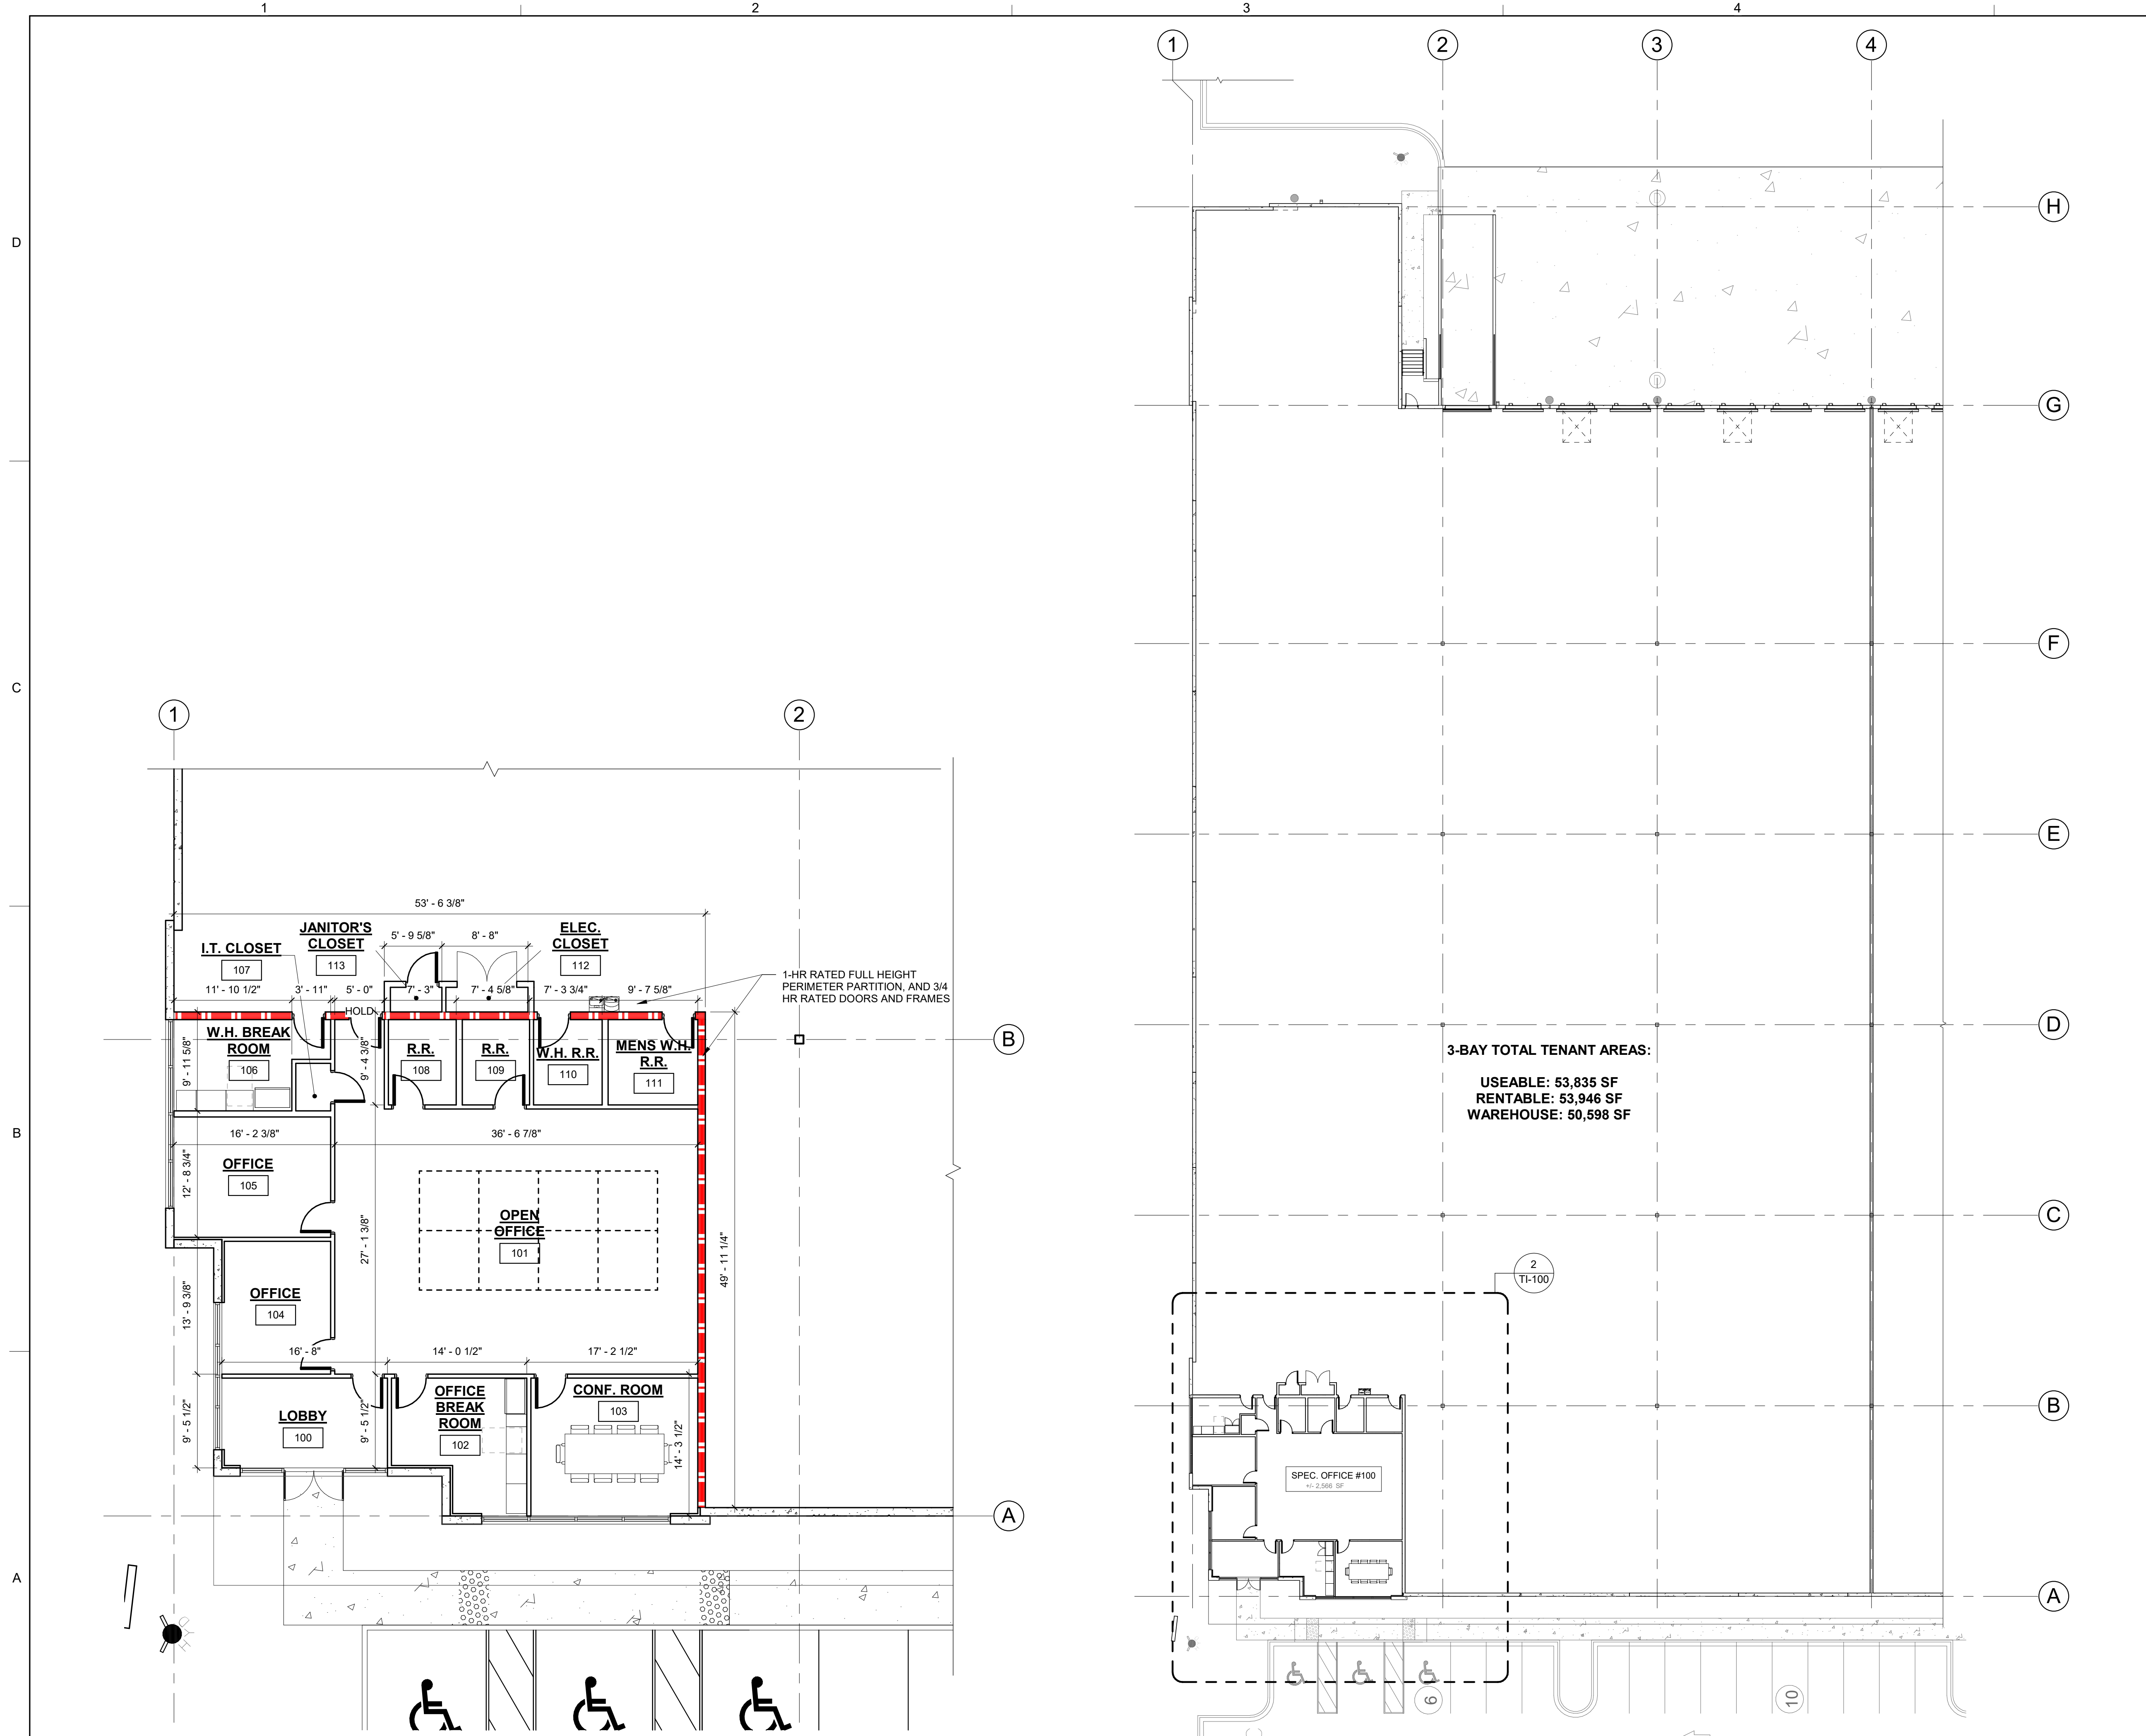 1
2
3
4
D
C
B
A
1
2
53' - 6 3/8"
JANITOR'S
CLOSET
113
5' - 9 5/8"
8' - 8"
ELEC.
CLOSET
112
I.T. CLOSET
107
11' - 10 1/2"
3' - 11"
5' - 0"
7' - 3"
7' - 4 5/8"
7' - 3 3/4"
9' - 7 5/8"
HOLD
1-HR RATED FULL HEIGHT
PERIMETER PARTITION, AND 3/4
HR RATED DOORS AND FRAMES
W.H. BREAK
ROOM
106
9' - 11 5/8"
9' - 4 3/8"
R.R.
108
R.R.
109
W.H. R.R.
110
MENS W.H.
R.R.
111
B
16' - 2 3/8"
36' - 6 7/8"
OFFICE
105
12' - 8 3/4"
OPEN
OFFICE
101
27' - 1 3/8"
49' - 11 1/4"
OFFICE
104
13' - 9 3/8"
16' - 8"
14' - 0 1/2"
17' - 2 1/2"
LOBBY
100
9' - 5 1/2"
9' - 5 1/2"
OFFICE
BREAK
ROOM
102
CONF. ROOM
103
14' - 3 1/2"
A
1
2
3
4
H
G
F
E
D
3-BAY TOTAL TENANT AREAS:
USEABLE: 53,835 SF
RENTABLE: 53,946 SF
WAREHOUSE: 50,598 SF
C
2
TI-100
B
SPEC. OFFICE #100
+/- 2,566 SF
A
6
10